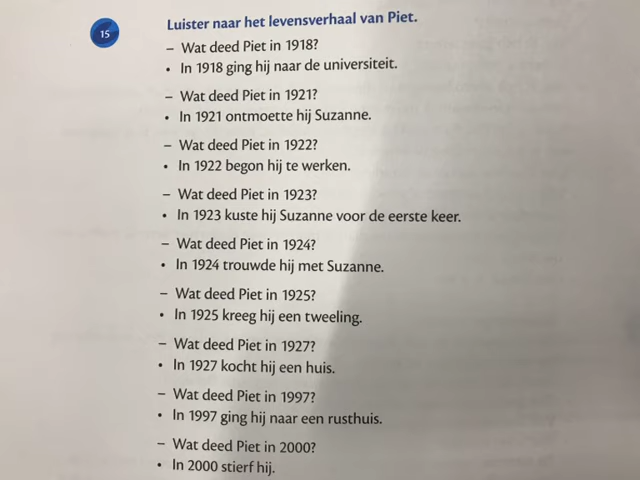 15
Luister naar het levensverhaal van Piet.
– Wat deed Piet in 1918?
• In 1918 ging hij naar de universiteit.
– Wat deed Piet in 1921?
• In 1921 ontmoette hij Suzanne.
– Wat deed Piet in 1922?
• In 1922 begon hij te werken.
– Wat deed Piet in 1923?
• In 1923 kuste hij Suzanne voor de eerste keer.
– Wat deed Piet in 1924?
• In 1924 trouwde hij met Suzanne.
– Wat deed Piet in 1925?
• In 1925 kreeg hij een tweeling.
– Wat deed Piet in 1927?
• In 1927 kocht hij een huis.
– Wat deed Piet in 1997?
• In 1997 ging hij naar een rusthuis.
– Wat deed Piet in 2000?
• In 2000 stierf hij.